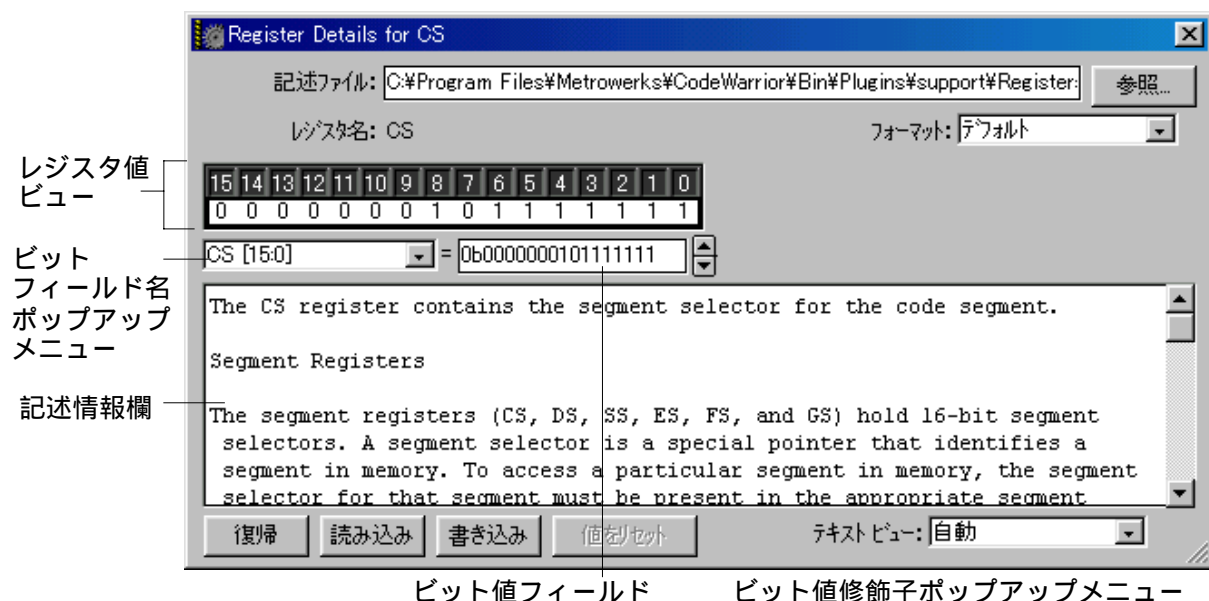 Register Details for CS
記述ファイル: C:¥Program Files¥Metrowerks¥CodeWarrior¥Bin¥Plugins¥support¥Register: 参照...
レジスタ名: CS フォーマット: デフォルト
レジスタ値
ビュー
15 14 13 12 11 10 9 8 7 6 5 4 3 2 1 0
0 0 0 0 0 0 0 1 0 1 1 1 1 1 1 1
ビット
フィールド名
ポップアップ
メニュー
CS [15:0] = 0b0000000101111111
The CS register contains the segment selector for the code segment.
Segment Registers
記述情報欄
The segment registers (CS, DS, SS, ES, FS, and GS) hold 16-bit segment
selectors. A segment selector is a special pointer that identifies a
segment in memory. To access a particular segment in memory, the segment
selector for that segment must be present in the appropriate segment
復帰 読み込み 書き込み 値をリセット テキスト ビュー: 自動
ビット値フィールド ビット値修飾子ポップアップメニュー